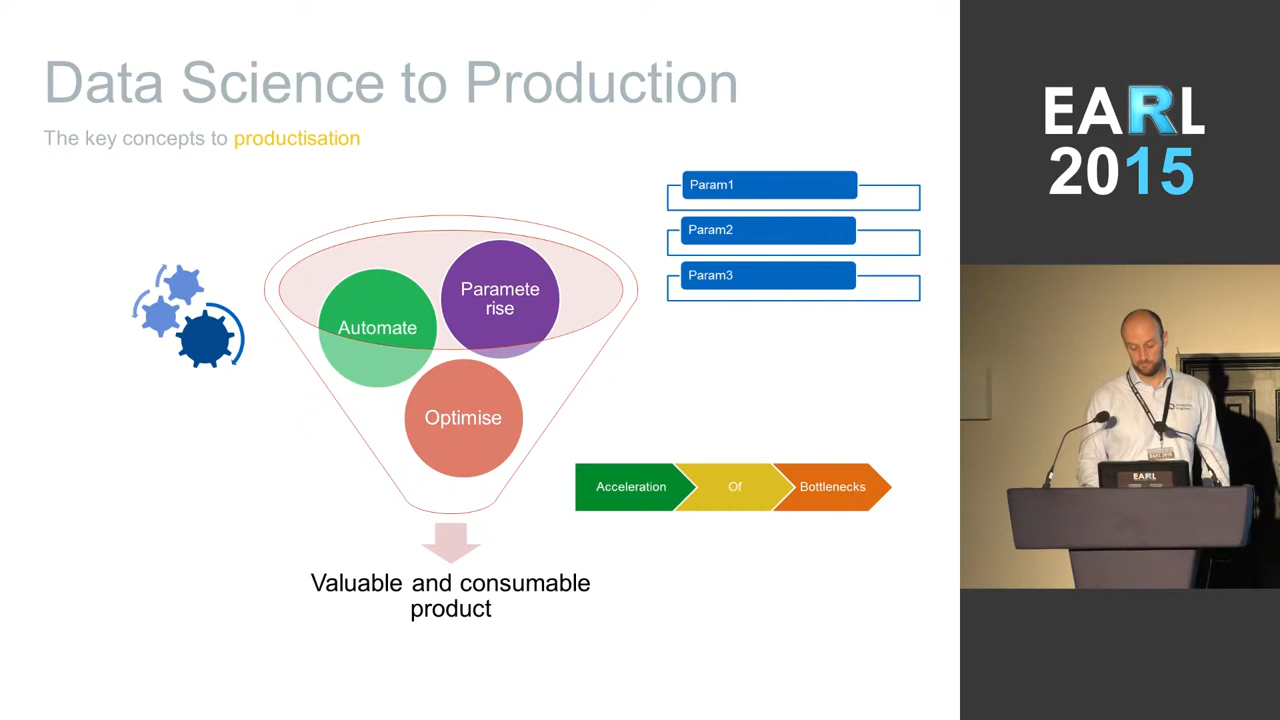 Data Science to Production
The key concepts to productisation
Param1
Param2
Param3
Paramete
rise
Automate
Optimise
Acceleration Of Bottlenecks
Valuable and consumable
product
EARL
2015
EARL